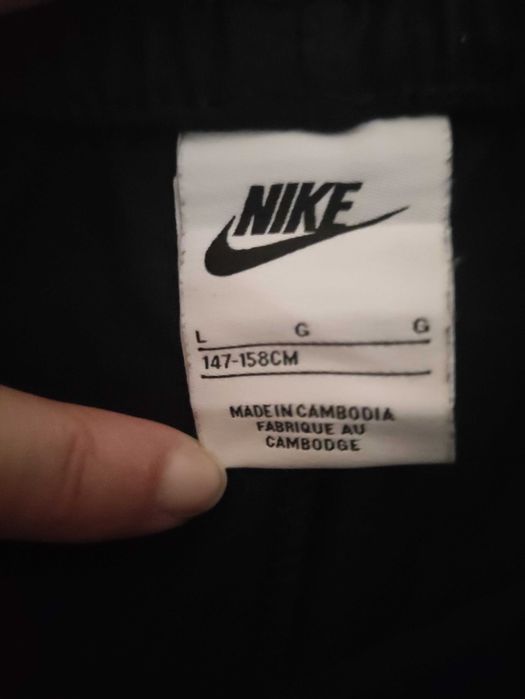 NIKE
L G G
147-158CM
MADE IN CAMBODIA
FABRIQUE AU
CAMBODGE